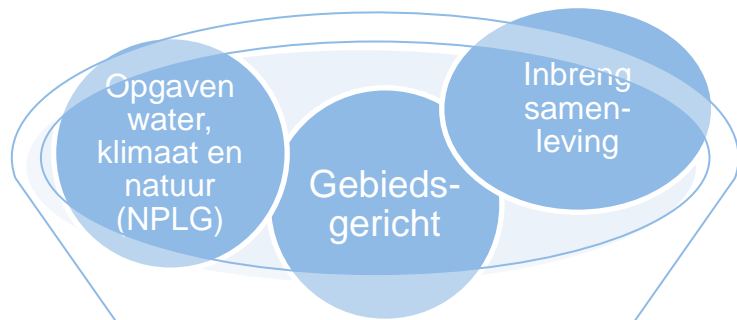 Opgaven
water,
klimaat en
natuur
(NPLG)
Gebieds-
gericht
Inbreng
samen-
leving